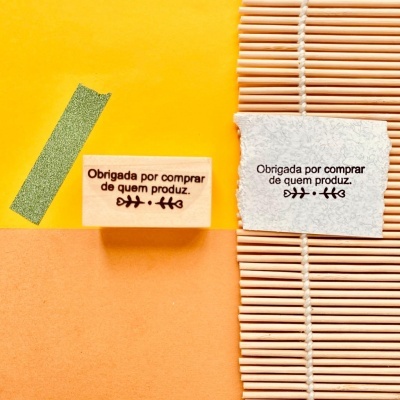 Obrigada por comprar
de quem produz.
Obrigada por comprar
de quem produz.